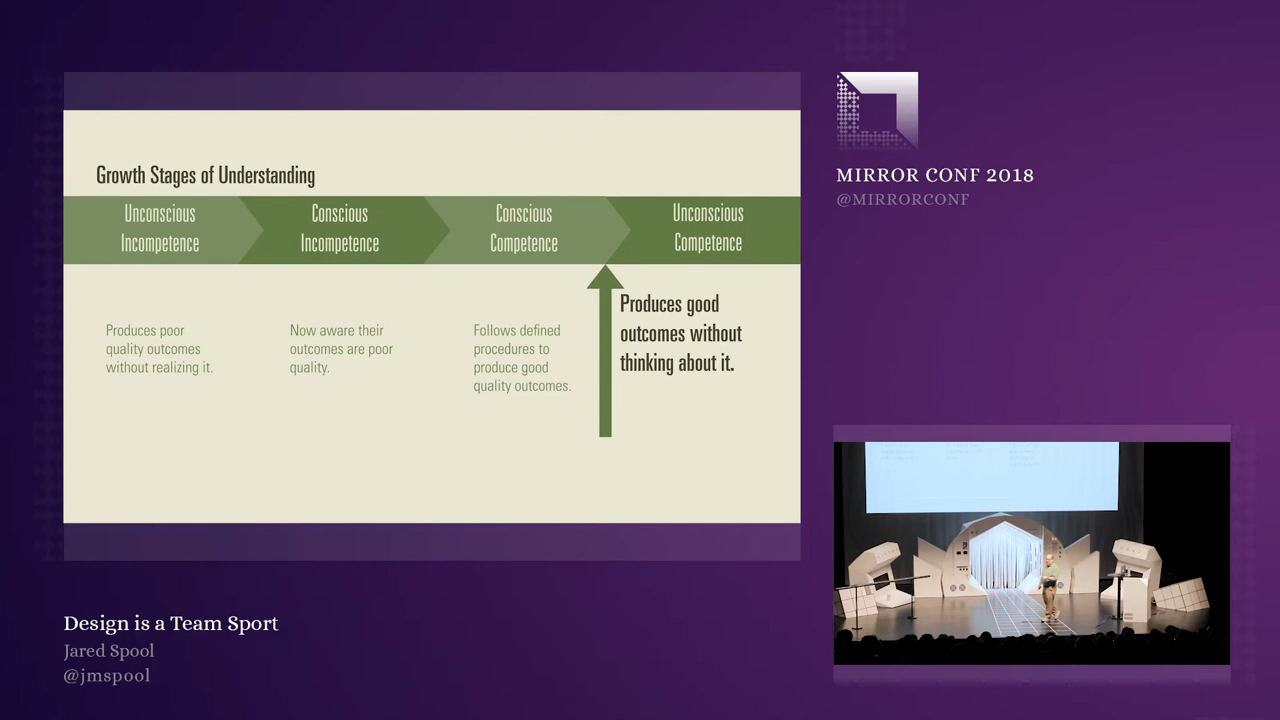 Growth Stages of Understanding
Unconscious
Incompetence
Conscious
Incompetence
Conscious
Competence
Unconscious
Competence
Produces poor
quality outcomes
without realizing it.
Now aware their
outcomes are poor
quality.
Follows defined
procedures to
produce good
quality outcomes.
Produces good
outcomes without
thinking about it.
MIRROR CONF 2018
@MIRRORCONF
Design is a Team Sport
Jared Spool
@jmspool